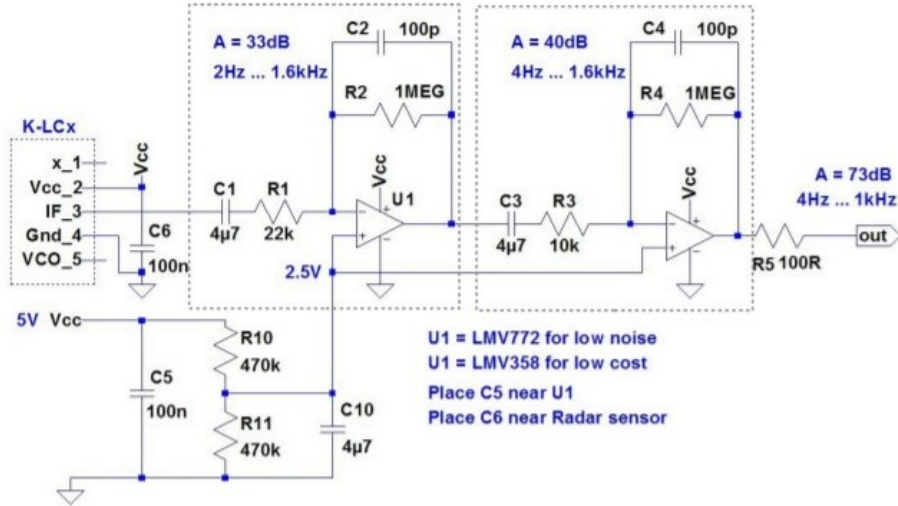 C2
100p
A = 33dB
2Hz ... 1.6kHz
R2
1MEG
C4
100p
A = 40dB
4Hz ... 1.6kHz
R4
1MEG
K-LCx
x_1
Vcc_2
IF_3
Gnd_4
VCO_5
Vcc
C6
100n
C1
4µ7
R1
22k
Vcc
U1
2.5V
C3
4µ7
R3
10k
Vcc
A = 73dB
4Hz ... 1kHz
R5 100R
out
5V Vcc
C5
100n
R10
470k
R11
470k
C10
4µ7
U1 = LMV772 for low noise
U1 = LMV358 for low cost
Place C5 near U1
Place C6 near Radar sensor